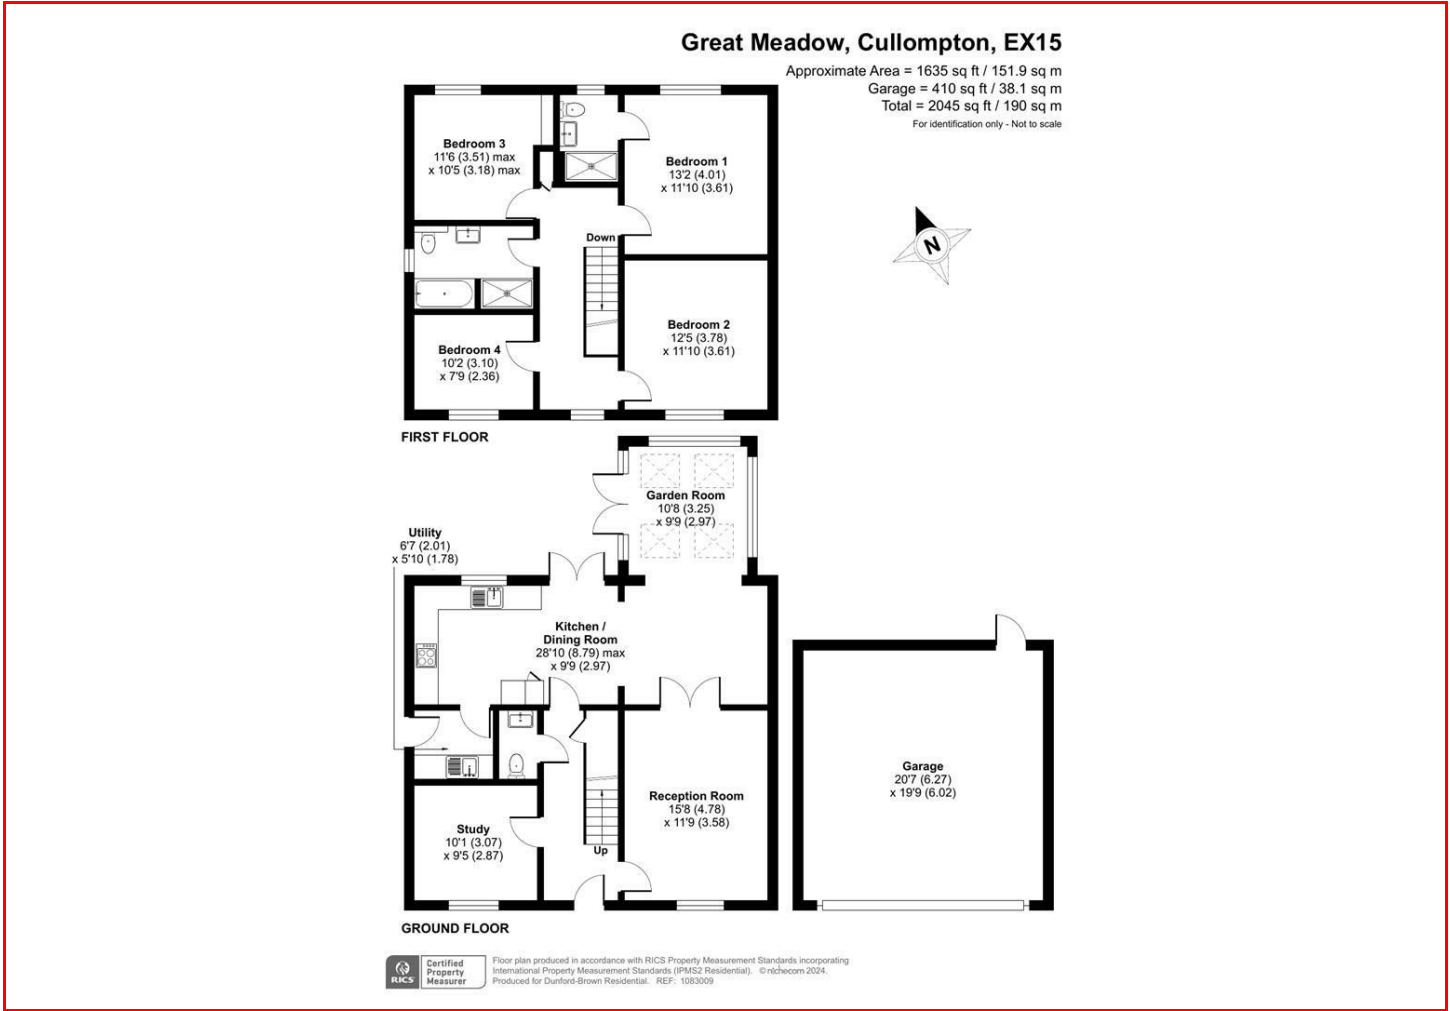 Great Meadow, Cullompton, EX15
Approximate Area = 1635 sq ft / 151.9 sq m
Garage = 410 sq ft / 38.1 sq m
Total = 2045 sq ft / 190 sq m
For identification only - Not to scale
Bedroom 3
11'6 (3.51) max
x 10'5 (3.18) max
Bedroom 1
13'2 (4.01)
x 11'10 (3.61)
N
Down
Bedroom 2
12'5 (3.78)
x 11'10 (3.61)
Bedroom 4
10'2 (3.10)
x 7'9 (2.36)
FIRST FLOOR
Garden Room
10'8 (3.25)
x 9'9 (2.97)
Utility
6'7 (2.01)
x 5'10 (1.78)
Kitchen /
Dining Room
28'10 (8.79) max
x 9'9 (2.97)
Garage
20'7 (6.27)
x 19'9 (6.02)
Reception Room
15'8 (4.78)
x 11'9 (3.58)
Study
10'1 (3.07)
x 9'5 (2.87)
Up
GROUND FLOOR
RICS
Certified
Property
Measurer
Floor plan produced in accordance with RICS Property Measurement Standards incorporating
International Property Measurement Standards (IPMS2 Residential). © nichecom 2024.
Produced for Dunford-Brown Residential. REF: 1083009